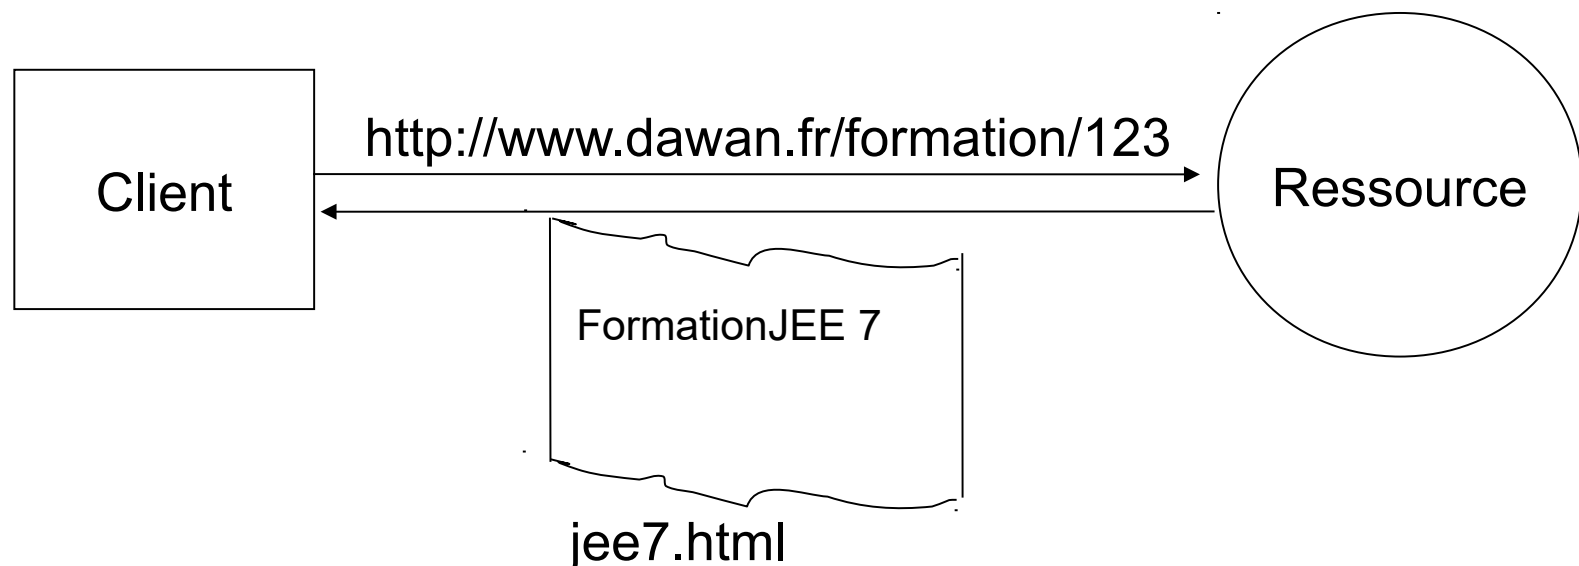 http://www.dawan.fr/formation/123
Client
Ressource
FormationJEE 7
jee7.html